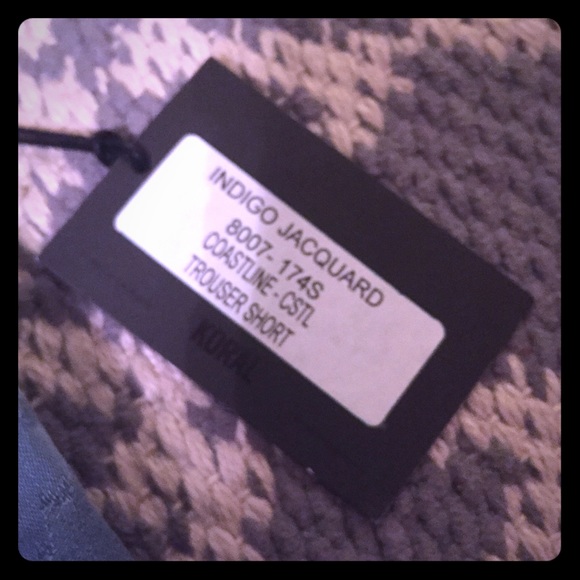 INDIGO JACQUARD
8007-174S
COASTLINE-CSTL
TROUSER SHORT
KORAL